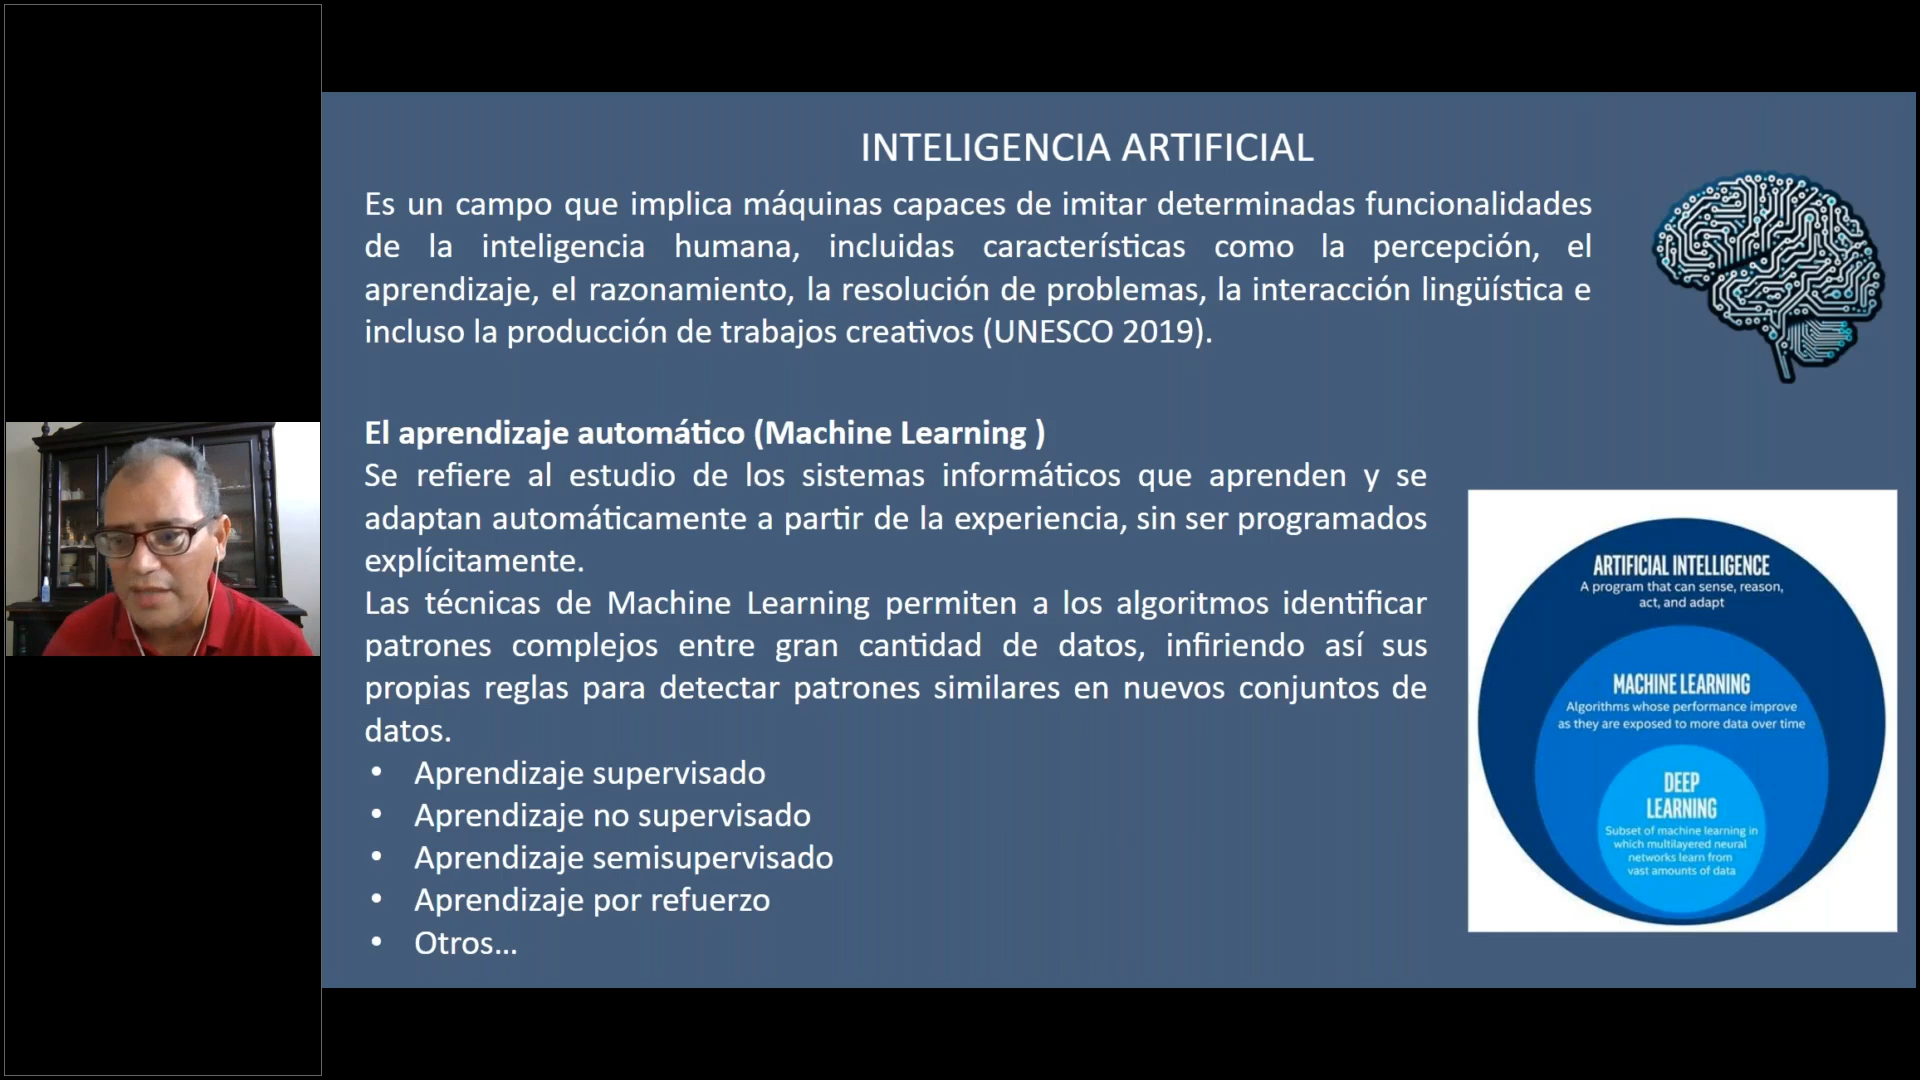 INTELIGENCIA ARTIFICIAL
Es un campo que implica máquinas capaces de imitar determinadas funcionalidades
de la inteligencia humana, incluidas características como la percepción, el
aprendizaje, el razonamiento, la resolución de problemas, la interacción lingüística e
incluso la producción de trabajos creativos (UNESCO 2019).
El aprendizaje automático (Machine Learning )
Se refiere al estudio de los sistemas informáticos que aprenden y se
adaptan automáticamente a partir de la experiencia, sin ser programados
explícitamente.
Las técnicas de Machine Learning permiten a los algoritmos identificar
patrones complejos entre gran cantidad de datos, infiriendo así sus
propias reglas para detectar patrones similares en nuevos conjuntos de
datos.
• Aprendizaje supervisado
• Aprendizaje no supervisado
• Aprendizaje semisupervisado
• Aprendizaje por refuerzo
• Otros...
ARTIFICIAL INTELLIGENCE
A program that can sense, reason,
act, and adapt
MACHINE LEARNING
Algorithms whose performance improve
as they are exposed to more data over time
DEEP
LEARNING
Subset of machine learning in
which multilayered neural
networks learn from
vast amounts of data